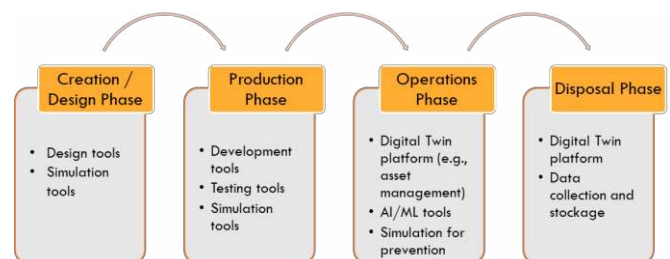 Creation /
Design Phase
• Design tools
• Simulation
tools
Production
Phase
• Development
tools
• Testing tools
• Simulation
tools
Operations
Phase
• Digital Twin
platform (e.g.,
asset
management)
• AI/ML tools
• Simulation for
prevention
Disposal Phase
• Digital Twin
platform
• Data
collection and
stockage